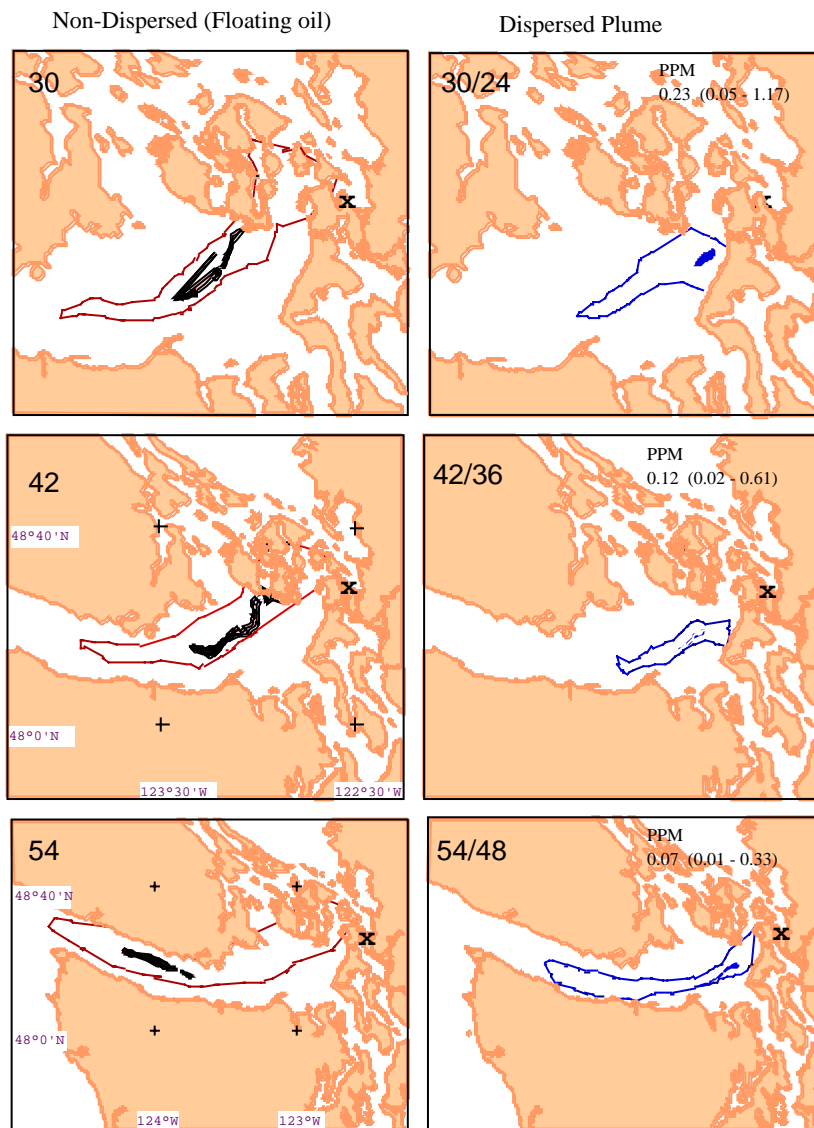 Non-Dispersed (Floating oil)
Dispersed Plume
30
x
30/24
PPM
0.23 (0.05 - 1.17)
x
42
48°40'N
x
48°0'N
123°30'W
122°30'W
42/36
PPM
0.12 (0.02 - 0.61)
x
54
48°40'N
x
48°0'N
124°W
123°W
54/48
PPM
0.07 (0.01 - 0.33)
x